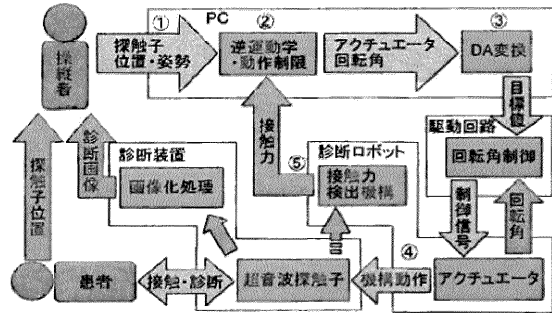 ① PC ② ③
操縦者
探触子
位置・姿勢
逆運動学
・動作制限
アクチュエータ
回転角
DA変換
目標値
駆動回路
回転角制御
制御信号
回転角
接触力
⑤
診断ロボット
接触力
検出機構
診断装置
画像化処理
診断画像
探触子位置
患者
接触・診断
超音波探触子
④
機構動作
アクチュエータ